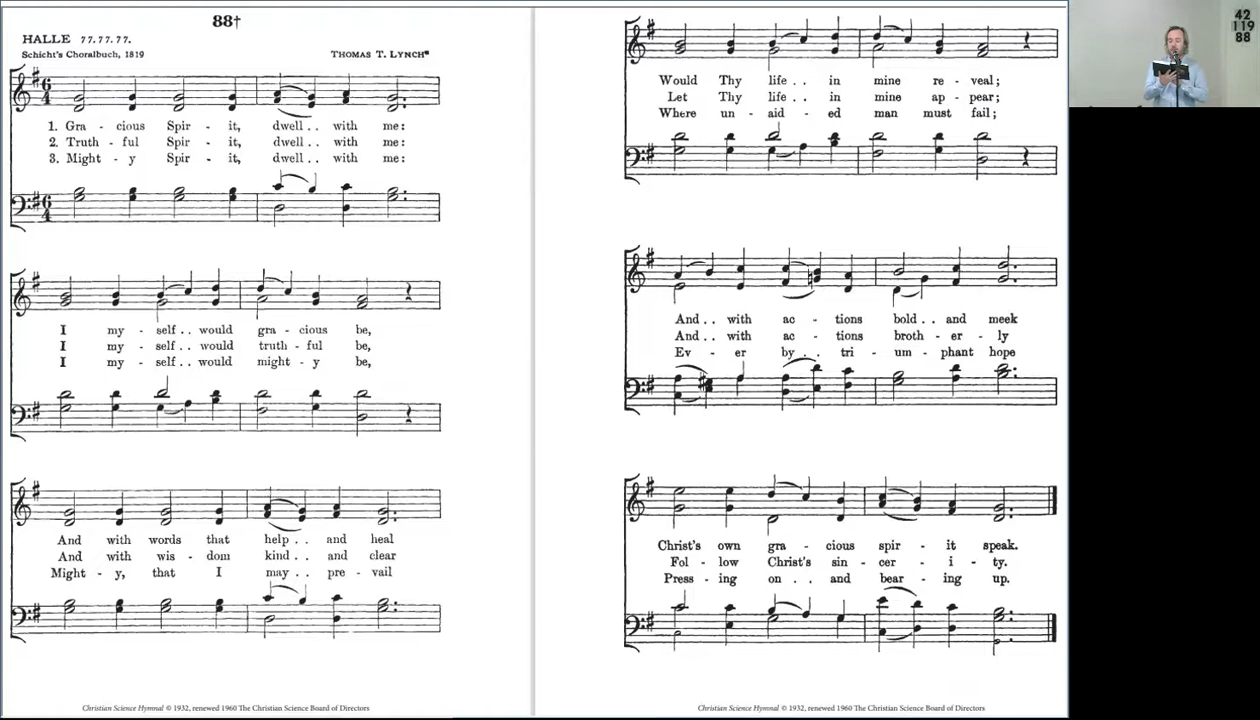 88†
HALLE 77.77.77.
Schicht's Choralbuch, 1819 THOMAS T. LYNCH*
1. Gra - cious Spir - it, dwell . . with me:
2. Truth - ful Spir - it, dwell . . with me:
3. Might - y Spir - it, dwell . . with me:
I my - self . . would gra - cious be,
I my - self . . would truth - ful be,
I my - self . . would might - y be,
And with words that help . . and heal
And with wis - dom kind . . and clear
Might - y, that I may . . pre - vail
Christian Science Hymnal © 1932, renewed 1960 The Christian Science Board of Directors
Would Thy life . . in mine re - veal;
Let Thy life . . in mine ap - pear;
Where un - aid - ed man must fail;
And . . with ac - tions bold . . and meek
And . . with ac - tions broth - er - ly
Ev - er by . . tri - um - phant hope
Christ's own gra - cious spir - it speak.
Fol - low Christ's sin - cer - i - ty.
Press - ing on . . and bear - ing up.
Christian Science Hymnal © 1932, renewed 1960 The Christian Science Board of Directors
42
119
88